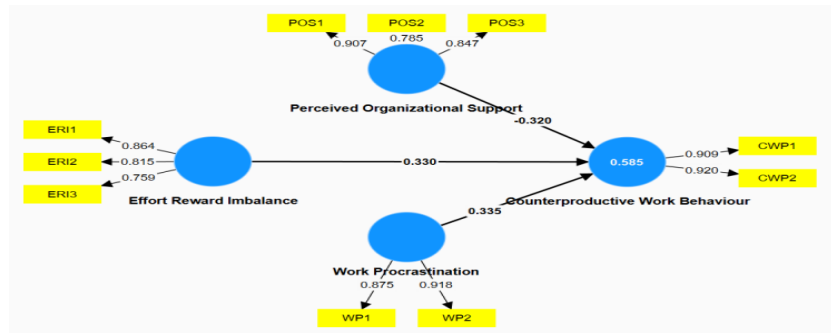 POS1 POS2 POS3
0.907 0.785 0.847
Perceived Organizational Support
-0.320
ERI1
0.864
ERI2
0.815
ERI3
0.759
Effort Reward Imbalance
0.330
0.585
0.909
CWP1
0.920
CWP2
Counterproductive Work Behaviour
0.335
Work Procrastination
0.875 0.918
WP1 WP2